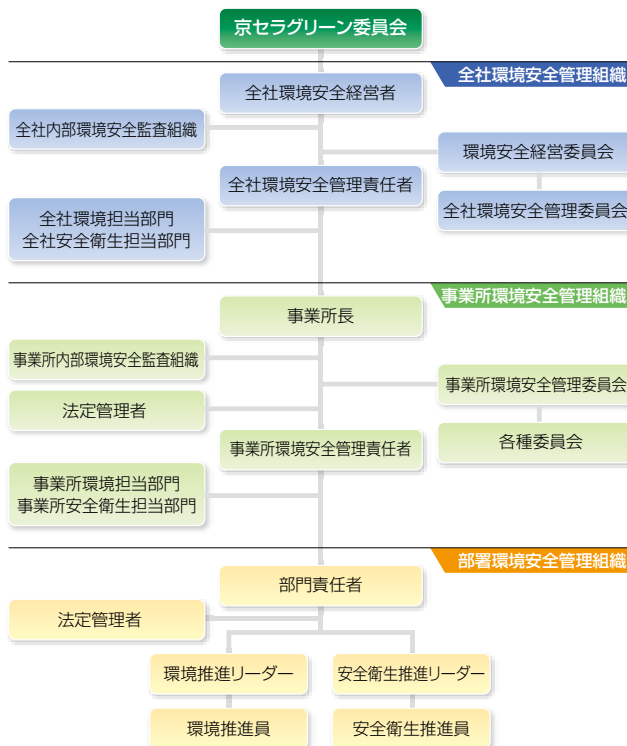 京セラグリーン委員会
全社環境安全管理組織
全社環境安全経営者
全社内部環境安全監査組織
環境安全経営委員会
全社環境安全管理責任者
全社環境安全管理委員会
全社環境担当部門
全社安全衛生担当部門
事業所環境安全管理組織
事業所長
事業所内部環境安全監査組織
事業所環境安全管理委員会
法定管理者
事業所環境安全管理責任者
各種委員会
事業所環境担当部門
事業所安全衛生担当部門
部署環境安全管理組織
部門責任者
法定管理者
環境推進リーダー
安全衛生推進リーダー
環境推進員
安全衛生推進員